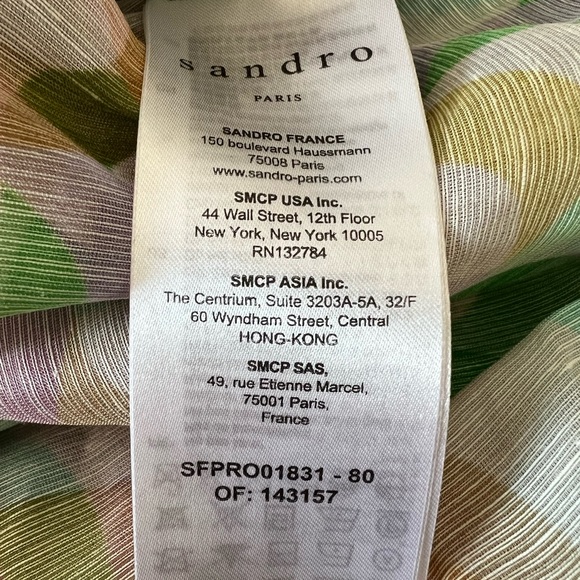 sandro
PARIS
SANDRO FRANCE
150 boulevard Haussmann
75008 Paris
www.sandro-paris.com
SMCP USA Inc.
44 Wall Street, 12th Floor
New York, New York 10005
RN132784
SMCP ASIA Inc.
The Centrium, Suite 3203A-5A, 32/F
60 Wyndham Street, Central
HONG-KONG
SMCP SAS,
49, rue Etienne Marcel,
75001 Paris,
France
SFPRO01831 - 80
OF: 143157